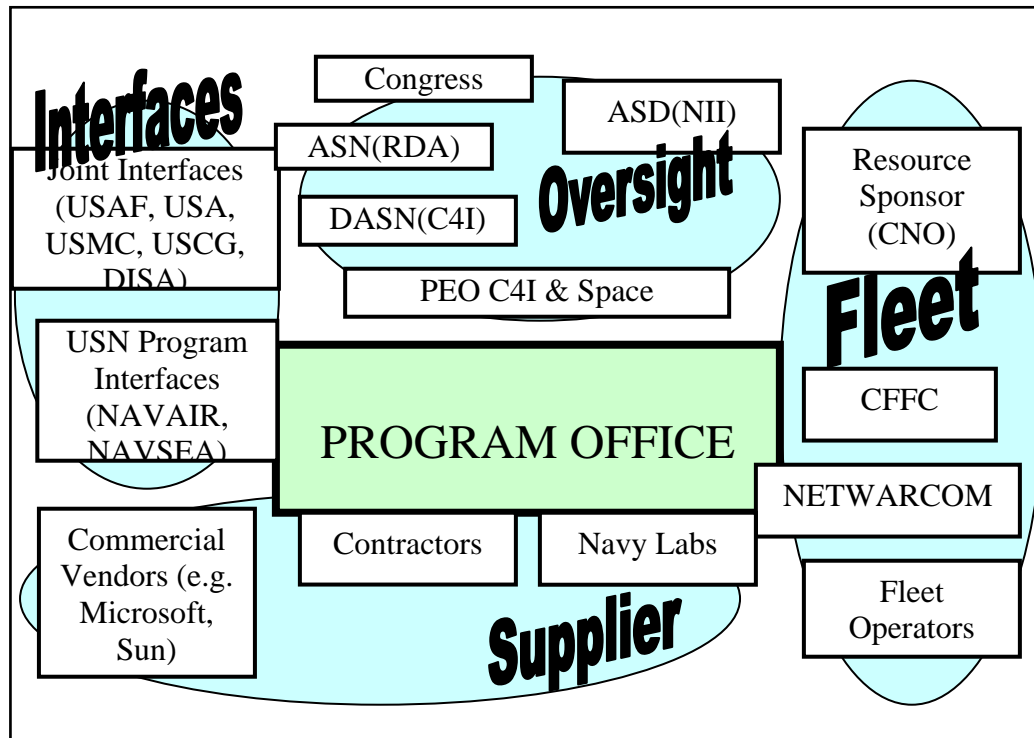 Interfaces
Joint Interfaces
(USAF, USA,
USMC, USCG,
DISA)
USN Program
Interfaces
(NAVAIR,
NAVSEA)
Congress
ASD(NII)
ASN(RDA)
Oversight
DASN(C4I)
PEO C4I & Space
Resource
Sponsor
(CNO)
Fleet
CFFC
NETWARCOM
Fleet
Operators
PROGRAM OFFICE
Commercial
Vendors (e.g.
Microsoft,
Sun)
Contractors
Navy Labs
Supplier